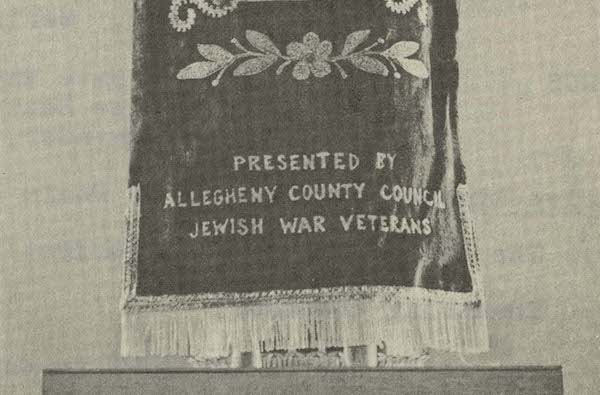 PRESENTED BY
ALLEGHENY COUNTY COUNCIL
JEWISH WAR VETERANS